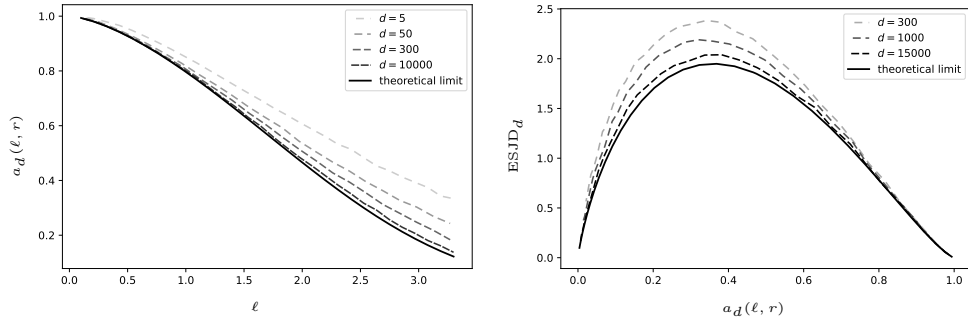 1.0
0.8
0.6
0.4
0.2
a_d(ℓ, r)
0.0 0.5 1.0 1.5 2.0 2.5 3.0
ℓ
d = 5
d = 50
d = 300
d = 10000
theoretical limit
2.5
2.0
1.5
1.0
0.5
0.0
ESJD_d
0.0 0.2 0.4 0.6 0.8 1.0
a_d(ℓ, r)
d = 300
d = 1000
d = 15000
theoretical limit